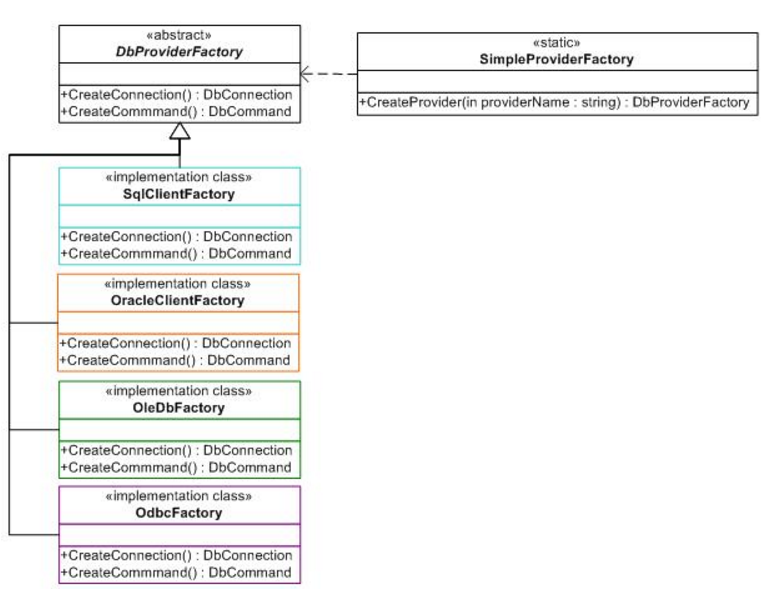 «abstract»
DbProviderFactory
+CreateConnection() : DbConnection
+CreateCommmand() : DbCommand
«static»
SimpleProviderFactory
+CreateProvider(in providerName : string) : DbProviderFactory
«implementation class»
SqlClientFactory
+CreateConnection() : DbConnection
+CreateCommmand() : DbCommand
«implementation class»
OracleClientFactory
+CreateConnection() : DbConnection
+CreateCommmand() : DbCommand
«implementation class»
OleDbFactory
+CreateConnection() : DbConnection
+CreateCommmand() : DbCommand
«implementation class»
OdbcFactory
+CreateConnection() : DbConnection
+CreateCommmand() : DbCommand